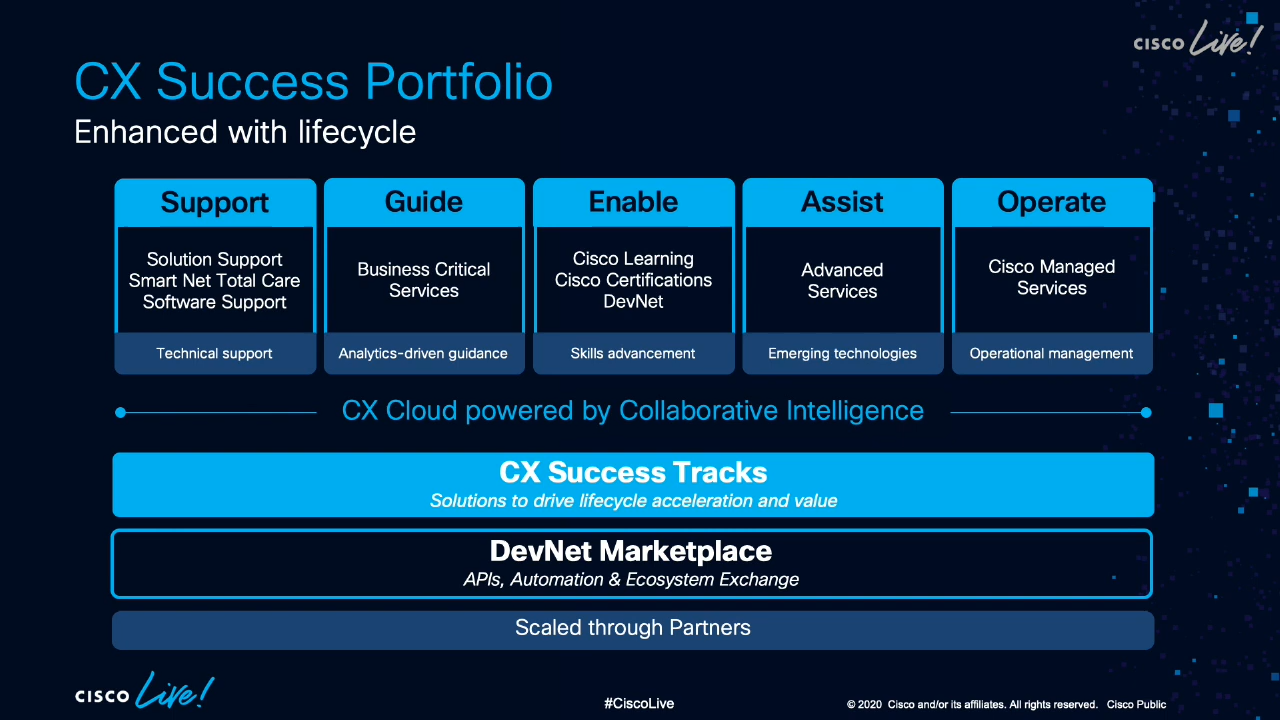 CISCO Live!
CX Success Portfolio
Enhanced with lifecycle
Support
Solution Support
Smart Net Total Care
Software Support
Technical support
Guide
Business Critical
Services
Analytics-driven guidance
Enable
Cisco Learning
Cisco Certifications
DevNet
Skills advancement
Assist
Advanced
Services
Emerging technologies
Operate
Cisco Managed
Services
Operational management
CX Cloud powered by Collaborative Intelligence
CX Success Tracks
Solutions to drive lifecycle acceleration and value
DevNet Marketplace
APIs, Automation & Ecosystem Exchange
Scaled through Partners
CISCO Live!
#CiscoLive
© 2020 Cisco and/or its affiliates. All rights reserved. Cisco Public